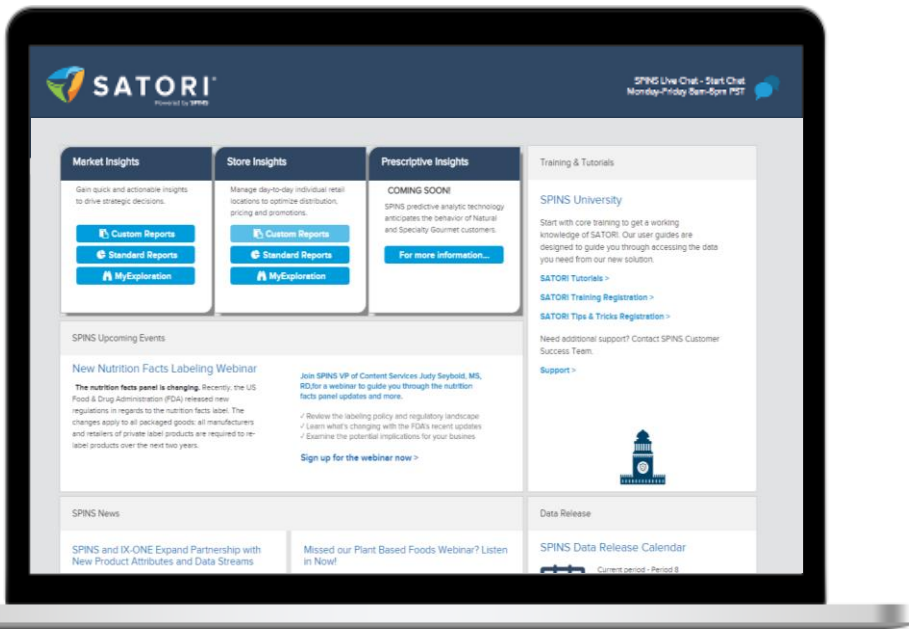 SATORI®
Powered by SPINS
SPINS Live Chat - Start Chat
Monday-Friday 8am-6pm PST
Market Insights
Gain quick and actionable insights
to drive strategic decisions.
Custom Reports
Standard Reports
MyExploration
Store Insights
Manage day-to-day individual retail
locations to optimize distribution,
pricing and promotions.
Custom Reports
Standard Reports
MyExploration
Prescriptive Insights
COMING SOON!
SPINS predictive analytic technology
anticipates the behavior of Natural
and Specialty Gourmet customers.
For more information...
Training & Tutorials
SPINS University
Start with core training to get a working
knowledge of SATORI. Our user guides are
designed to guide you through accessing the data
you need from our new solution.
SATORI Tutorials >
SATORI Training Registration >
SATORI Tips & Tricks Registration >
Need additional support? Contact SPINS Customer
Success Team.
Support >
SPINS Upcoming Events
New Nutrition Facts Labeling Webinar
The nutrition facts panel is changing. Recently, the US
Food & Drug Administration (FDA) released new
regulations in regards to the nutrition facts label. The
changes apply to all packaged goods: all manufacturers
and retailers of private label products are required to re-
label products over the next two years.
Join SPINS VP of Content Services Judy Seybold, MS,
RD,for a webinar to guide you through the nutrition
facts panel updates and more.
✓ Review the labeling policy and regulatory landscape
✓ Learn what's changing with the FDA's recent updates
✓ Examine the potential implications for your busines
Sign up for the webinar now >
SPINS News
SPINS and IX-ONE Expand Partnership with
New Product Attributes and Data Streams
Missed our Plant Based Foods Webinar? Listen
in Now!
Data Release
SPINS Data Release Calendar
Current period - Period 8